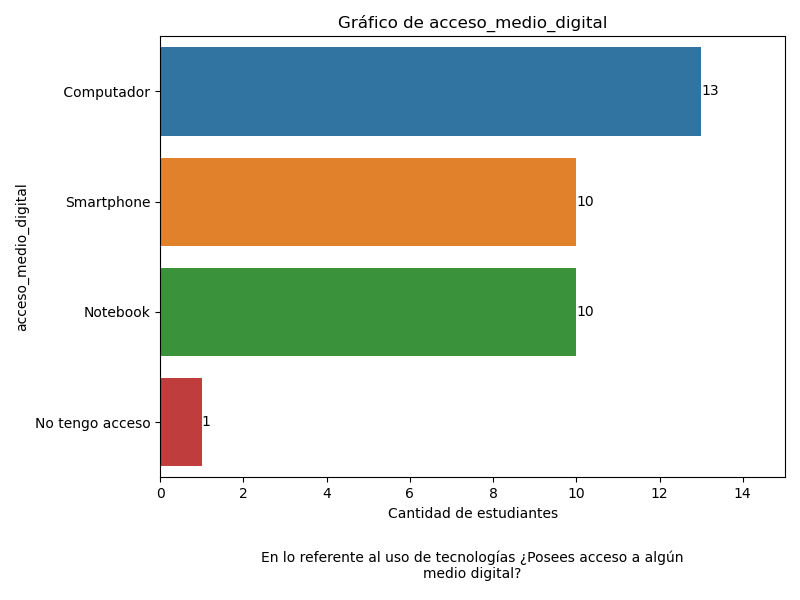 Gráfico de acceso_medio_digital
Computador
13
Smartphone
10
acceso_medio_digital
Notebook
10
No tengo acceso
1
0 2 4 6 8 10 12 14
Cantidad de estudiantes
En lo referente al uso de tecnologías ¿Posees acceso a algún
medio digital?